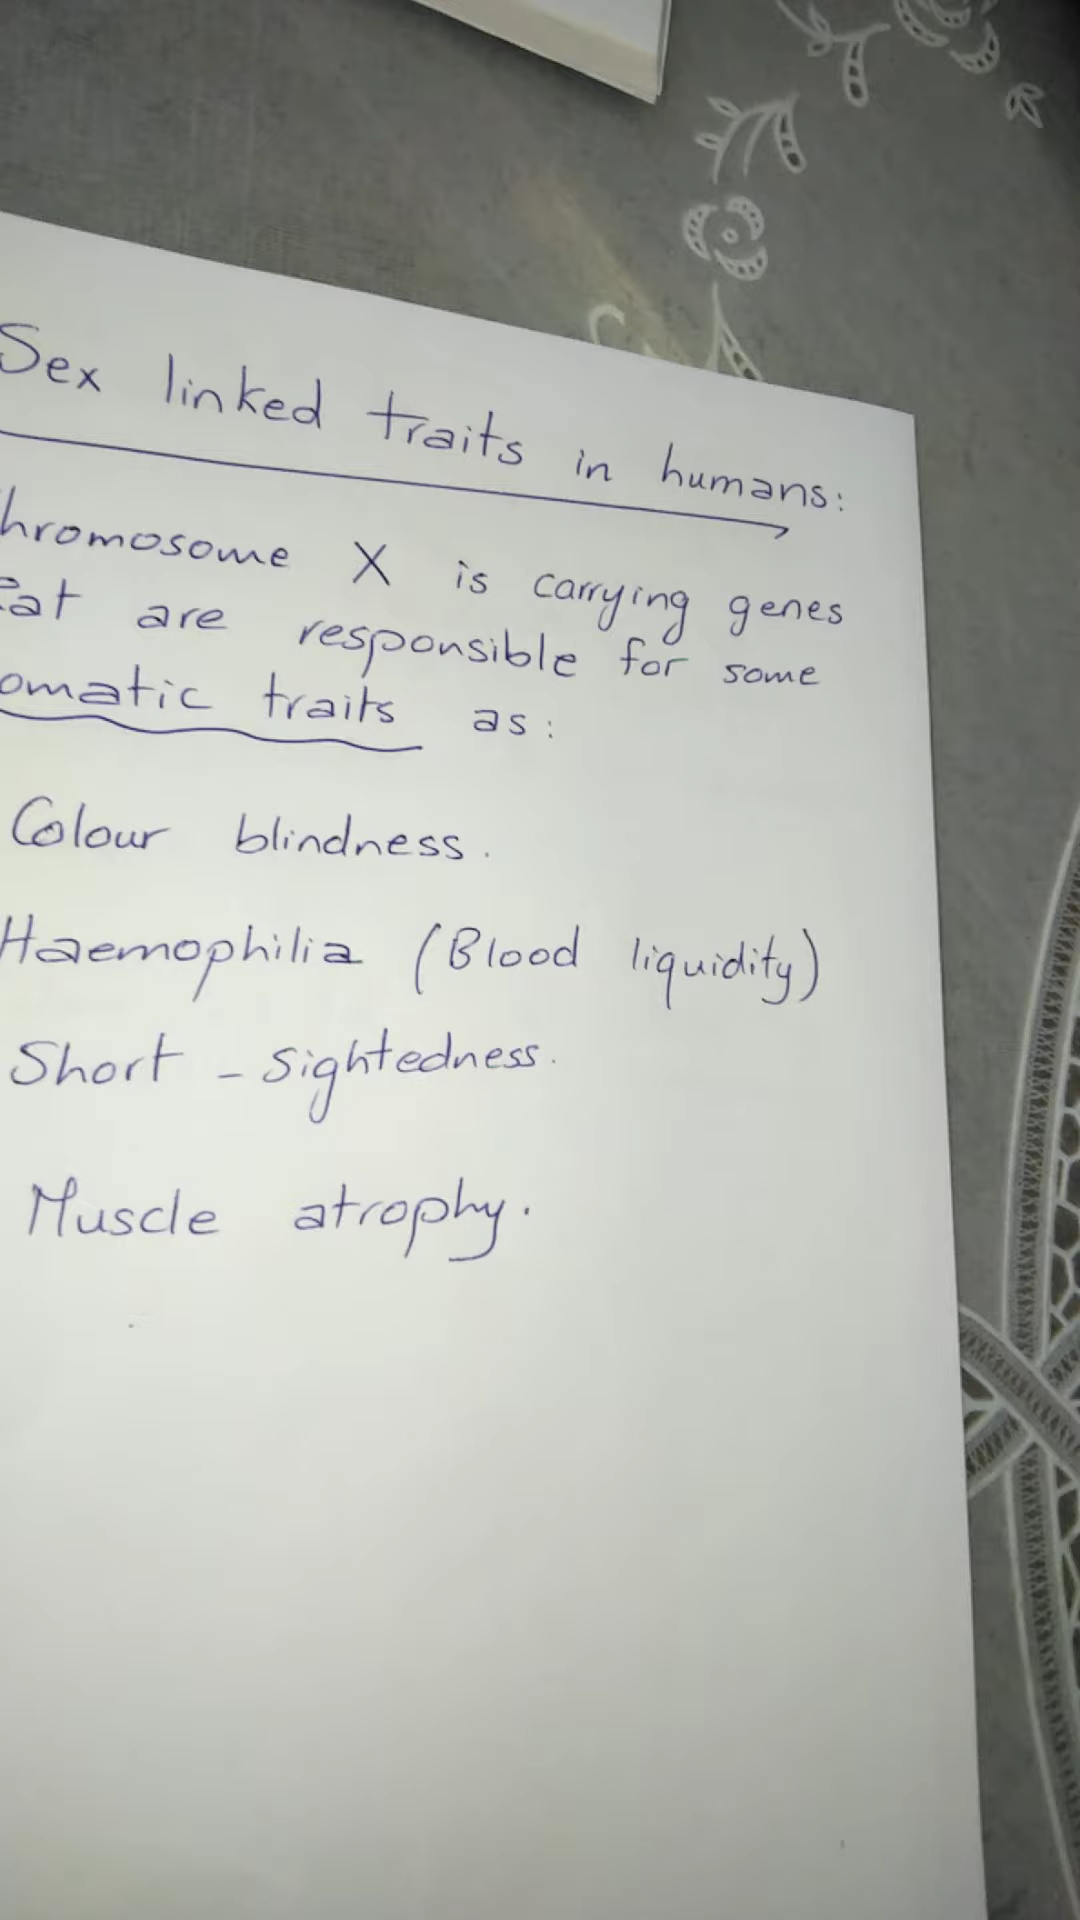 Sex linked traits in humans:
hromosome X is carrying genes
at are responsible for some
omatic traits as:
Colour blindness.
Haemophilia (Blood liquidity)
Short - sightedness.
Muscle atrophy.